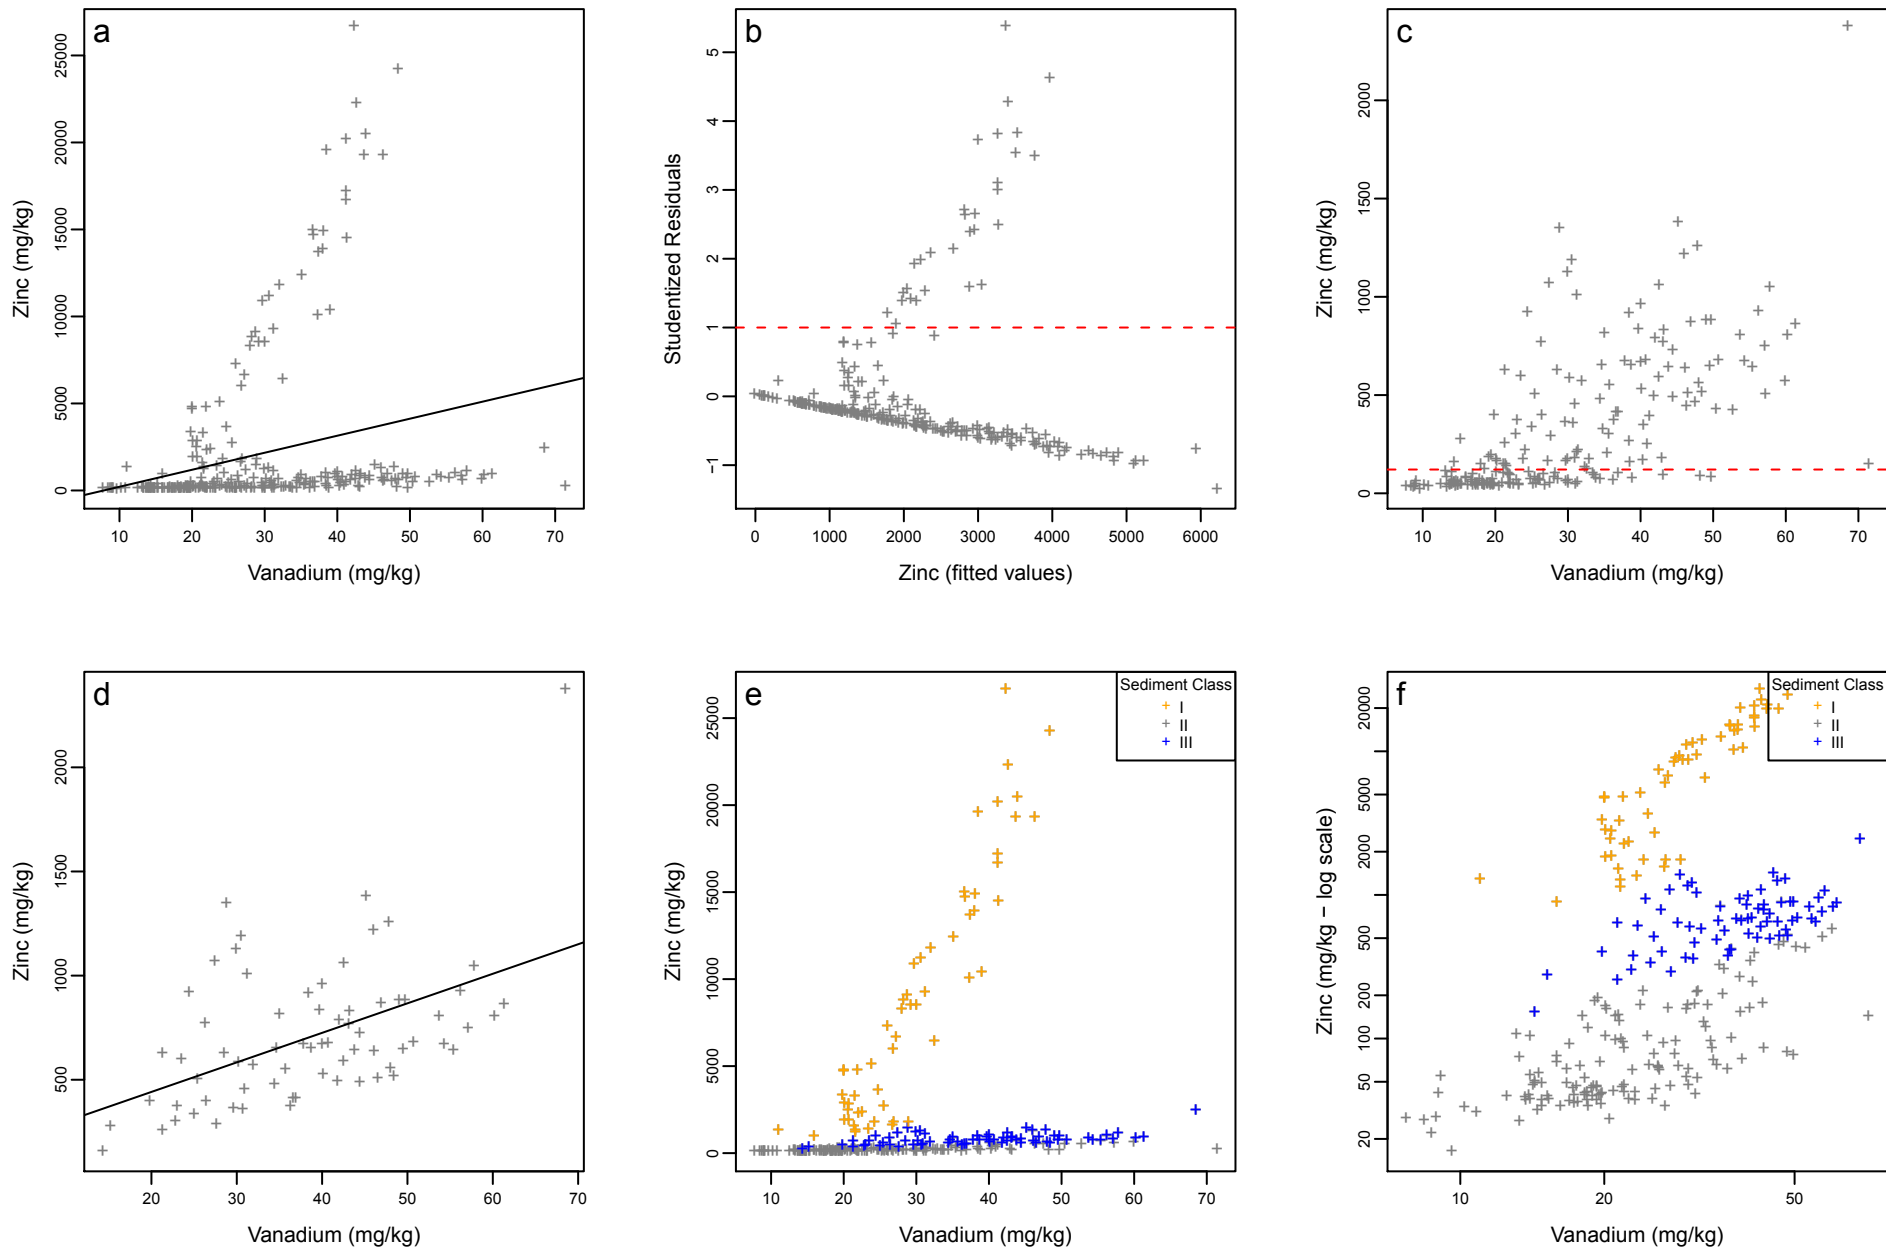 a
25000
20000
15000
10000
5000
0
Zinc (mg/kg)
10 20 30 40 50 60 70
Vanadium (mg/kg)
b
5
4
3
2
1
0
−1
Studentized Residuals
0 1000 2000 3000 4000 5000 6000
Zinc (fitted values)
c
2000
1500
1000
500
0
Zinc (mg/kg)
10 20 30 40 50 60 70
Vanadium (mg/kg)
d
2000
1500
1000
500
Zinc (mg/kg)
20 30 40 50 60 70
Vanadium (mg/kg)
e
Sediment Class
I
II
III
25000
20000
15000
10000
5000
0
Zinc (mg/kg)
10 20 30 40 50 60 70
Vanadium (mg/kg)
f
Sediment Class
I
II
III
20000
5000
2000
500
200
100
50
20
Zinc (mg/kg − log scale)
10 20 50
Vanadium (mg/kg)